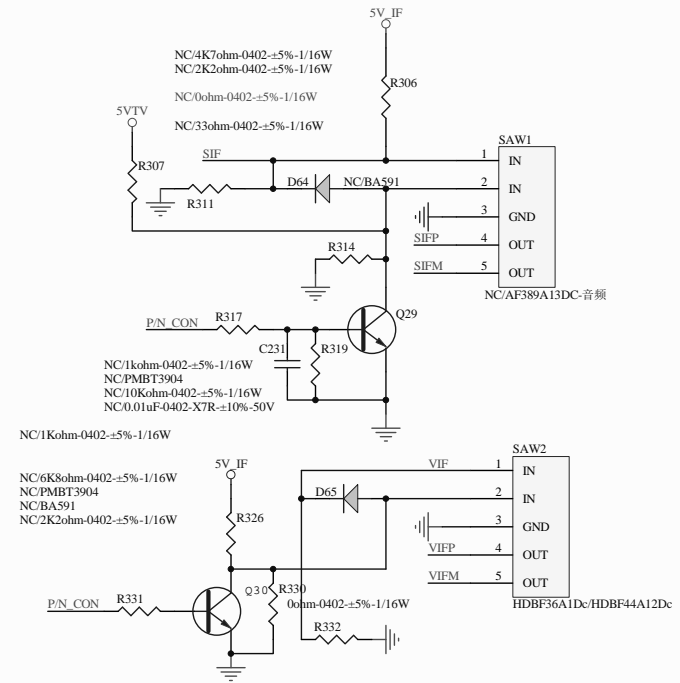 5V_IF
NC/4K7ohm-0402-±5%-1/16W
NC/2K2ohm-0402-±5%-1/16W
R306
NC/0ohm-0402-±5%-1/16W
5VTV
NC/33ohm-0402-±5%-1/16W
SAW1
SIF
1 IN
R307
D64
NC/BA591
2 IN
R311
3 GND
SIFP
4 OUT
R314
SIFM
5 OUT
NC/AF389A13DC-音频
P/N_CON
R317
Q29
C231
R319
NC/1kohm-0402-±5%-1/16W
NC/PMBT3904
NC/10Kohm-0402-±5%-1/16W
NC/0.01uF-0402-X7R-±10%-50V
NC/1Kohm-0402-±5%-1/16W
SAW2
5V_IF
VIF
1 IN
NC/6K8ohm-0402-±5%-1/16W
NC/PMBT3904
NC/BA591
NC/2K2ohm-0402-±5%-1/16W
D65
2 IN
R326
3 GND
VIFP
4 OUT
VIFM
5 OUT
Q30
R330
0ohm-0402-±5%-1/16W
HDBF36A1Dc/HDBF44A12Dc
P/N_CON
R331
R332